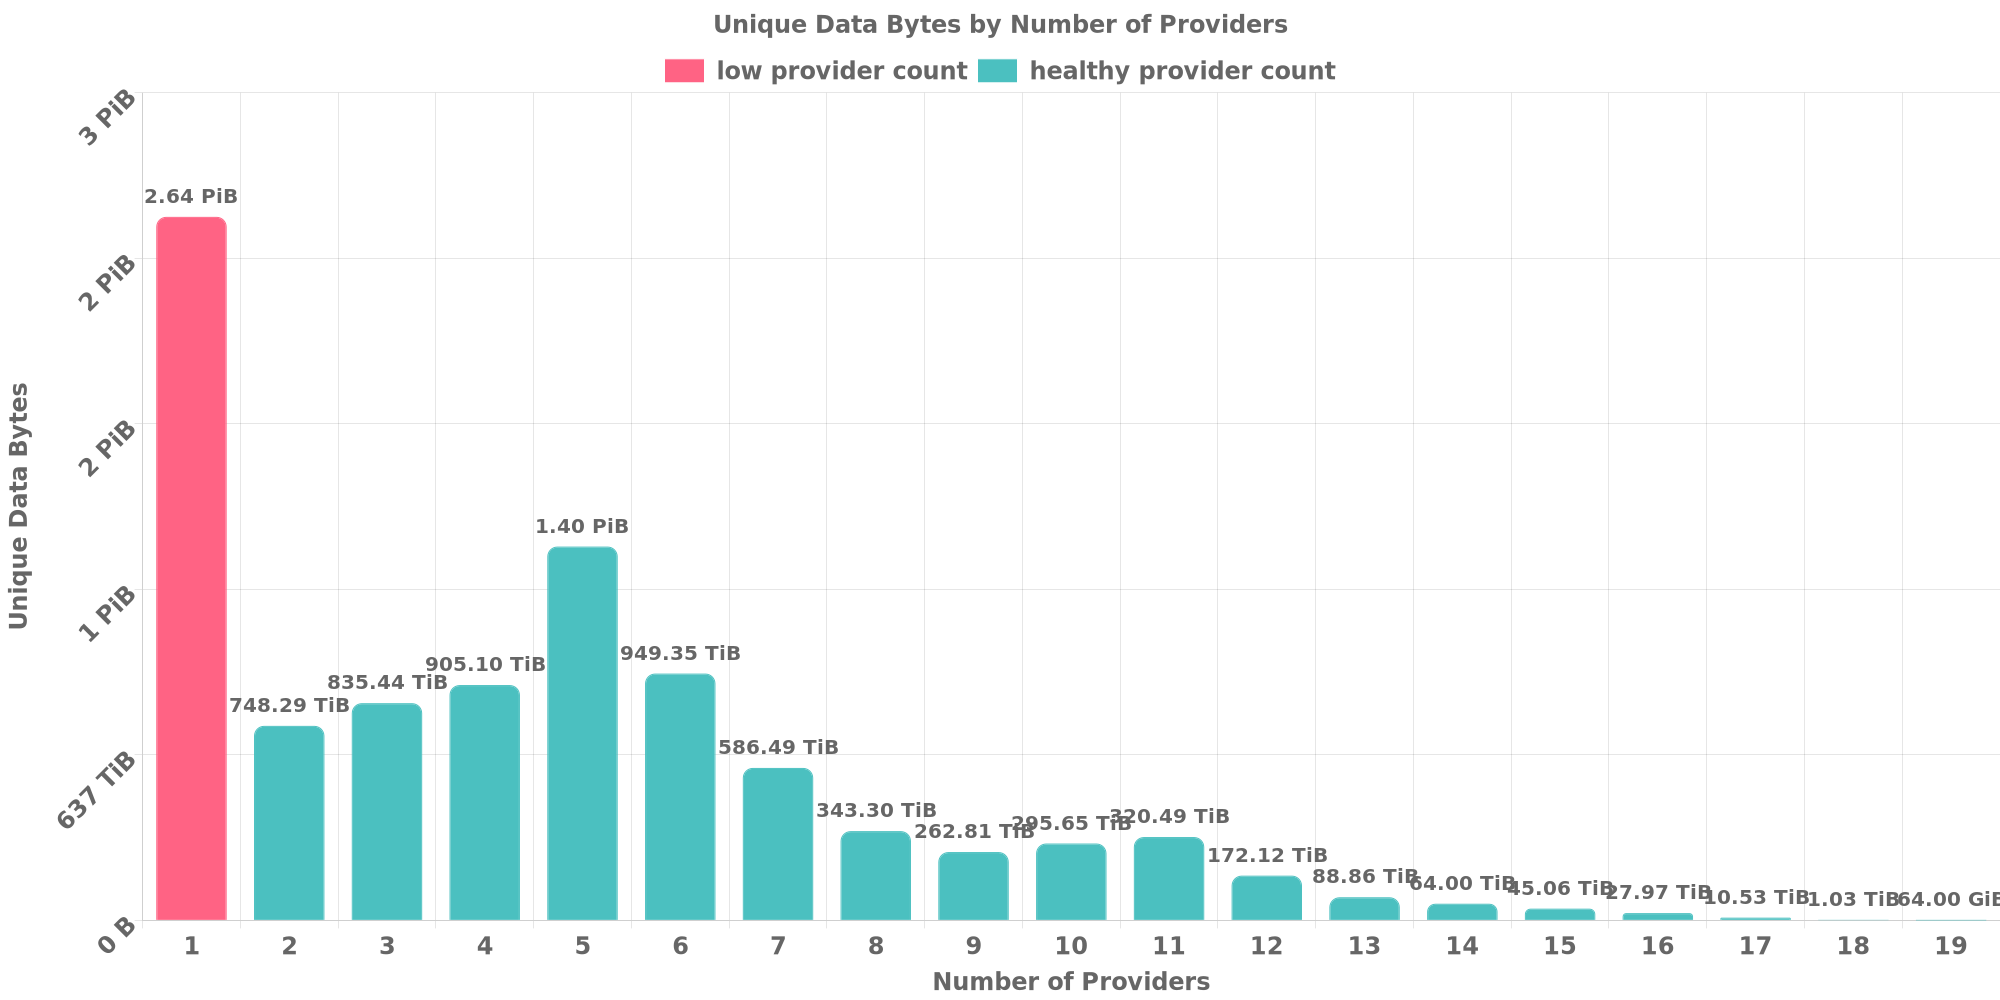 Unique Data Bytes by Number of Providers
low provider count healthy provider count
3 PiB
2 PiB
2 PiB
1 PiB
637 TiB
0 B
Unique Data Bytes
2.64 PiB
748.29 TiB
835.44 TiB
905.10 TiB
1.40 PiB
949.35 TiB
586.49 TiB
343.30 TiB
262.81 TiB
295.65 TiB
320.49 TiB
172.12 TiB
88.86 TiB
64.00 TiB
45.06 TiB
27.97 TiB
10.53 TiB
1.03 TiB
64.00 GiB
1 2 3 4 5 6 7 8 9 10 11 12 13 14 15 16 17 18 19
Number of Providers